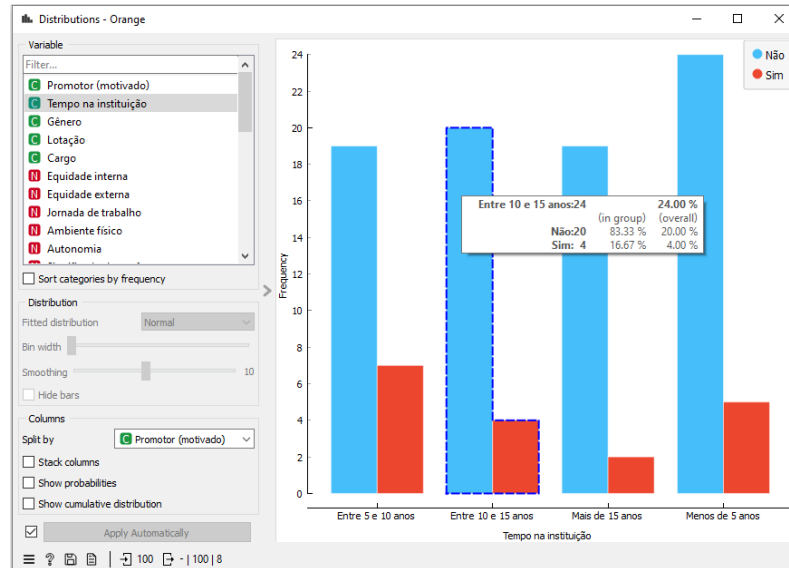 Distributions - Orange
Variable
Filter...
C Promotor (motivado)
C Tempo na instituição
C Gênero
C Lotação
C Cargo
N Equidade interna
N Equidade externa
N Jornada de trabalho
N Ambiente físico
N Autonomia
Sort categories by frequency
Distribution
Fitted distribution Normal
Bin width
Smoothing 10
Hide bars
Columns
Split by C Promotor (motivado)
Stack columns
Show probabilities
Show cumulative distribution
Apply Automatically
100 - | 100 | 8
Não
Sim
24
22
20
18
16
14
12
10
8
6
4
2
0
Frequency
Entre 10 e 15 anos:24 24.00 %
(in group) (overall)
Não:20 83.33 % 20.00 %
Sim: 4 16.67 % 4.00 %
Entre 5 e 10 anos Entre 10 e 15 anos Mais de 15 anos Menos de 5 anos
Tempo na instituição